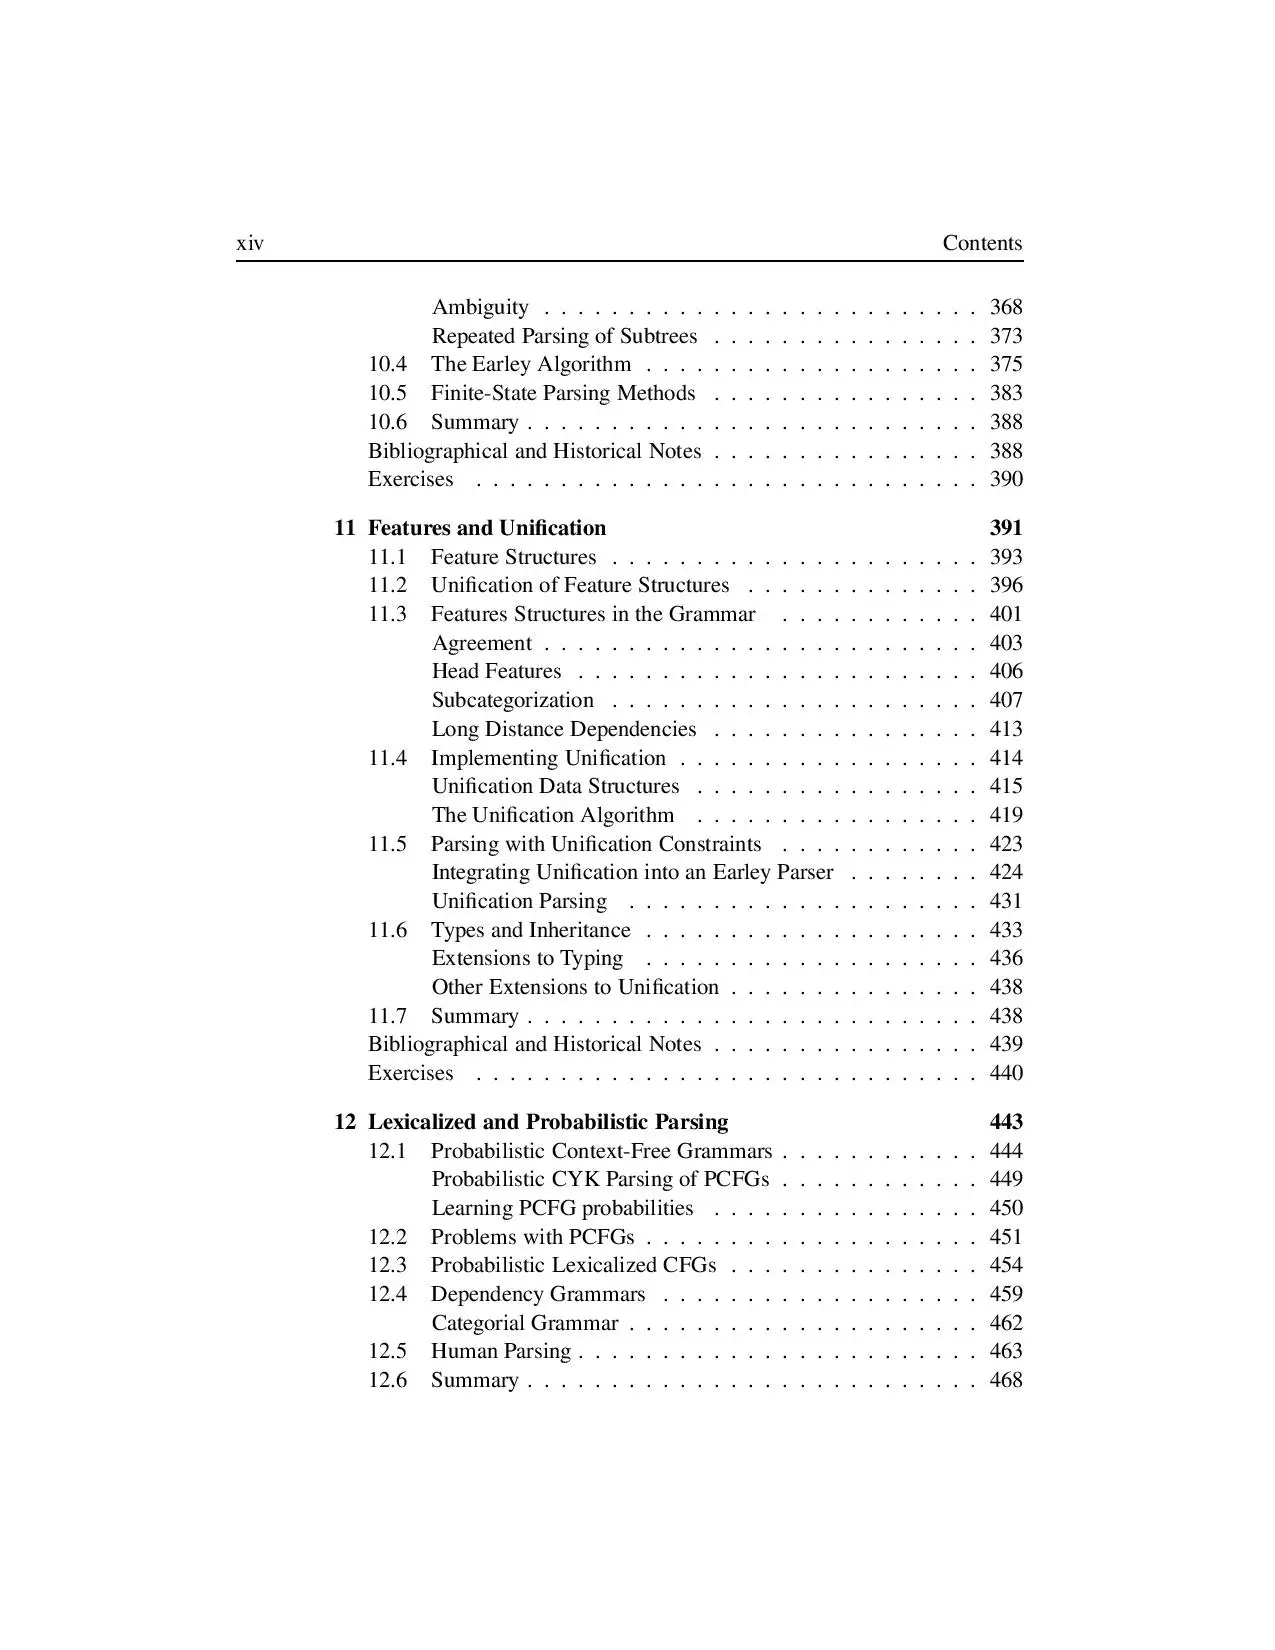 xiv Contents
Ambiguity . . . . . . . . . . . . . . . . . . . . . . . . . . 368
Repeated Parsing of Subtrees . . . . . . . . . . . . . . . . 373
10.4 The Earley Algorithm . . . . . . . . . . . . . . . . . . . . 375
10.5 Finite-State Parsing Methods . . . . . . . . . . . . . . . . 383
10.6 Summary . . . . . . . . . . . . . . . . . . . . . . . . . . . 388
Bibliographical and Historical Notes . . . . . . . . . . . . . . . . 388
Exercises . . . . . . . . . . . . . . . . . . . . . . . . . . . . . . 390
11 Features and Unification 391
11.1 Feature Structures . . . . . . . . . . . . . . . . . . . . . . 393
11.2 Unification of Feature Structures . . . . . . . . . . . . . . 396
11.3 Features Structures in the Grammar . . . . . . . . . . . . 401
Agreement . . . . . . . . . . . . . . . . . . . . . . . . . . 403
Head Features . . . . . . . . . . . . . . . . . . . . . . . . 406
Subcategorization . . . . . . . . . . . . . . . . . . . . . . 407
Long Distance Dependencies . . . . . . . . . . . . . . . . 413
11.4 Implementing Unification . . . . . . . . . . . . . . . . . . 414
Unification Data Structures . . . . . . . . . . . . . . . . . 415
The Unification Algorithm . . . . . . . . . . . . . . . . . 419
11.5 Parsing with Unification Constraints . . . . . . . . . . . . 423
Integrating Unification into an Earley Parser . . . . . . . . 424
Unification Parsing . . . . . . . . . . . . . . . . . . . . . 431
11.6 Types and Inheritance . . . . . . . . . . . . . . . . . . . . 433
Extensions to Typing . . . . . . . . . . . . . . . . . . . . 436
Other Extensions to Unification . . . . . . . . . . . . . . . 438
11.7 Summary . . . . . . . . . . . . . . . . . . . . . . . . . . . 438
Bibliographical and Historical Notes . . . . . . . . . . . . . . . . 439
Exercises . . . . . . . . . . . . . . . . . . . . . . . . . . . . . . 440
12 Lexicalized and Probabilistic Parsing 443
12.1 Probabilistic Context-Free Grammars . . . . . . . . . . . . 444
Probabilistic CYK Parsing of PCFGs . . . . . . . . . . . . 449
Learning PCFG probabilities . . . . . . . . . . . . . . . . 450
12.2 Problems with PCFGs . . . . . . . . . . . . . . . . . . . . 451
12.3 Probabilistic Lexicalized CFGs . . . . . . . . . . . . . . . 454
12.4 Dependency Grammars . . . . . . . . . . . . . . . . . . . 459
Categorial Grammar . . . . . . . . . . . . . . . . . . . . . 462
12.5 Human Parsing . . . . . . . . . . . . . . . . . . . . . . . . 463
12.6 Summary . . . . . . . . . . . . . . . . . . . . . . . . . . . 468